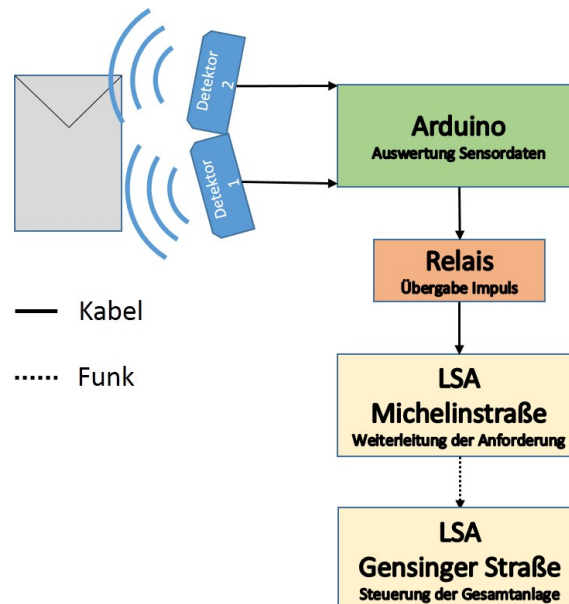 Detektor
2
Detektor
1
Arduino
Auswertung Sensordaten
Relais
Übergabe Impuls
Kabel
Funk
LSA
Michelinstraße
Weiterleitung der Anforderung
LSA
Gensinger Straße
Steuerung der Gesamtanlage